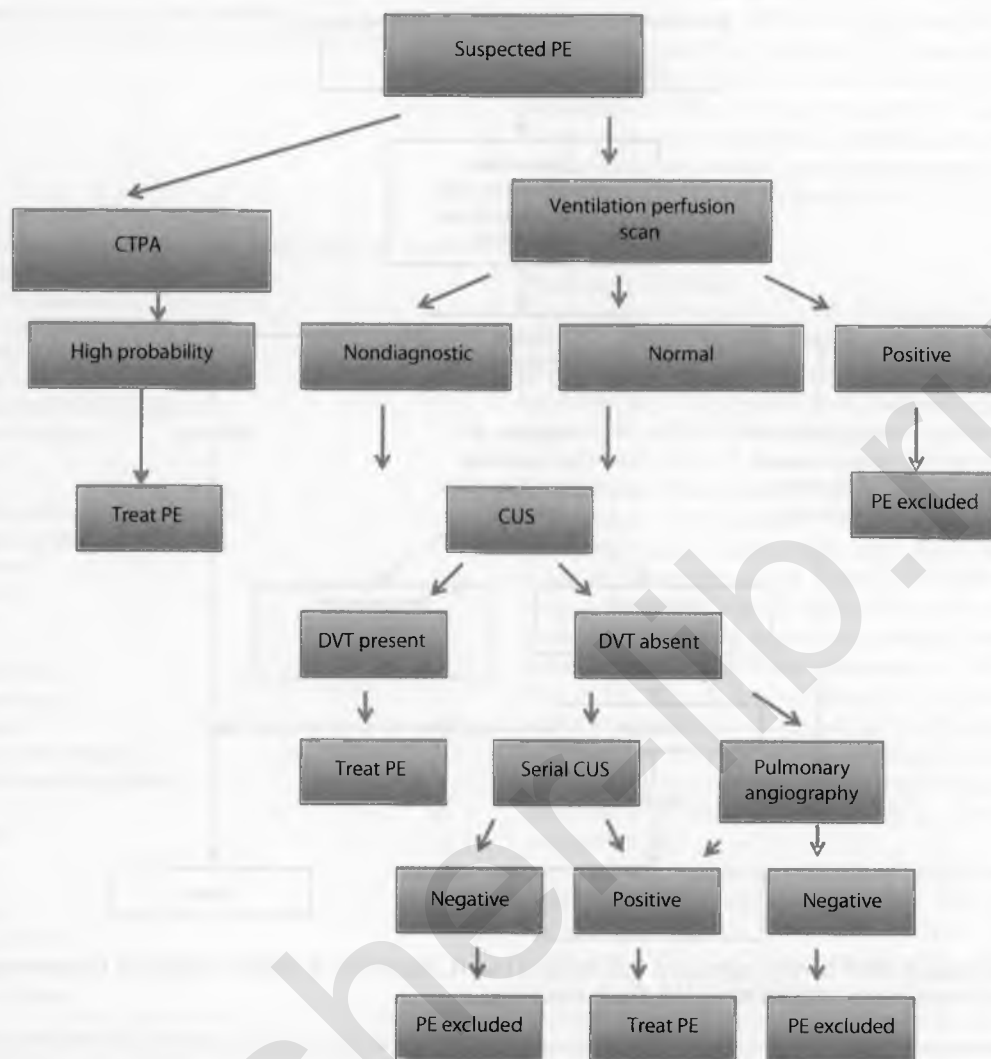 Suspected PE
CTPA
Ventilation perfusion
scan
High probability
Nondiagnostic
Normal
Positive
Treat PE
CUS
PE excluded
DVT present
DVT absent
Treat PE
Serial CUS
Pulmonary
angiography
Negative
Positive
Negative
PE excluded
Treat PE
PE excluded